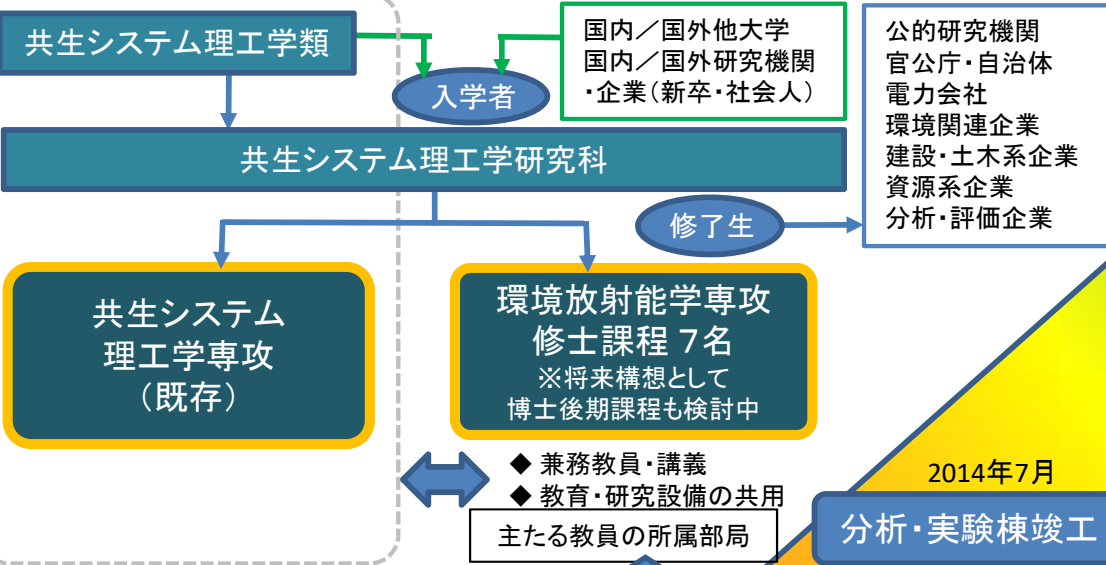 共生システム理工学類
国内／国外他大学
国内／国外研究機関
・企業（新卒・社会人）
公的研究機関
官公庁・自治体
電力会社
環境関連企業
建設・土木系企業
資源系企業
分析・評価企業
入学者
共生システム理工学研究科
修了生
共生システム
理工学専攻
（既存）
環境放射能学専攻
修士課程 7名
※将来構想として
博士後期課程も検討中
◆ 兼務教員・講義
◆ 教育・研究設備の共用
主たる教員の所属部局
2014年7月
分析・実験棟竣工